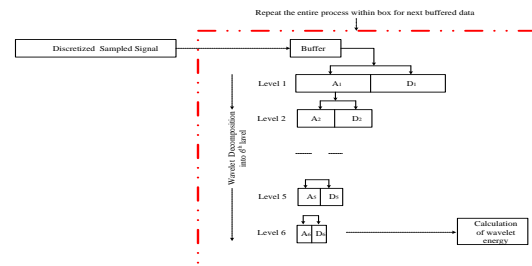 Repeat the entire process within box for next buffered data
Discretized Sampled Signal
Buffer
Level 1
A1
D1
Level 2
A2
D2
Wavelet Decomposition
into 6th level
Level 5
A5
D5
Level 6
A6
D6
Calculation
of wavelet
energy